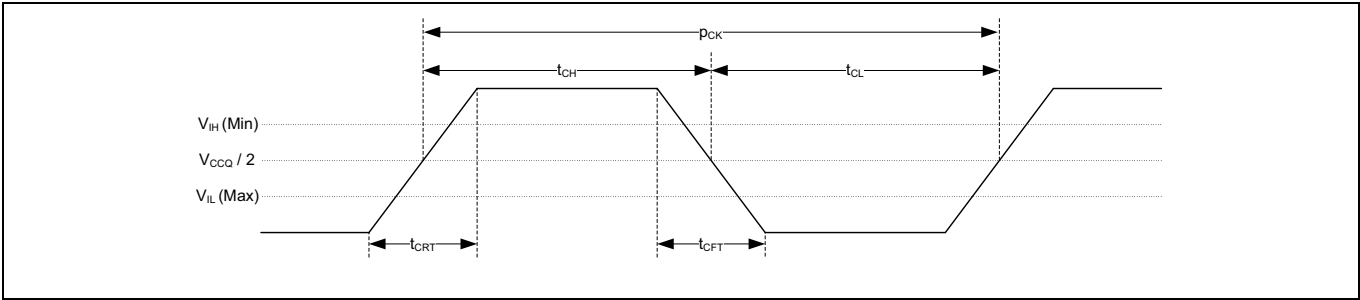 pCK
tCH
tCL
VIH (Min)
VCCQ / 2
VIL (Max)
tCRT
tCFT